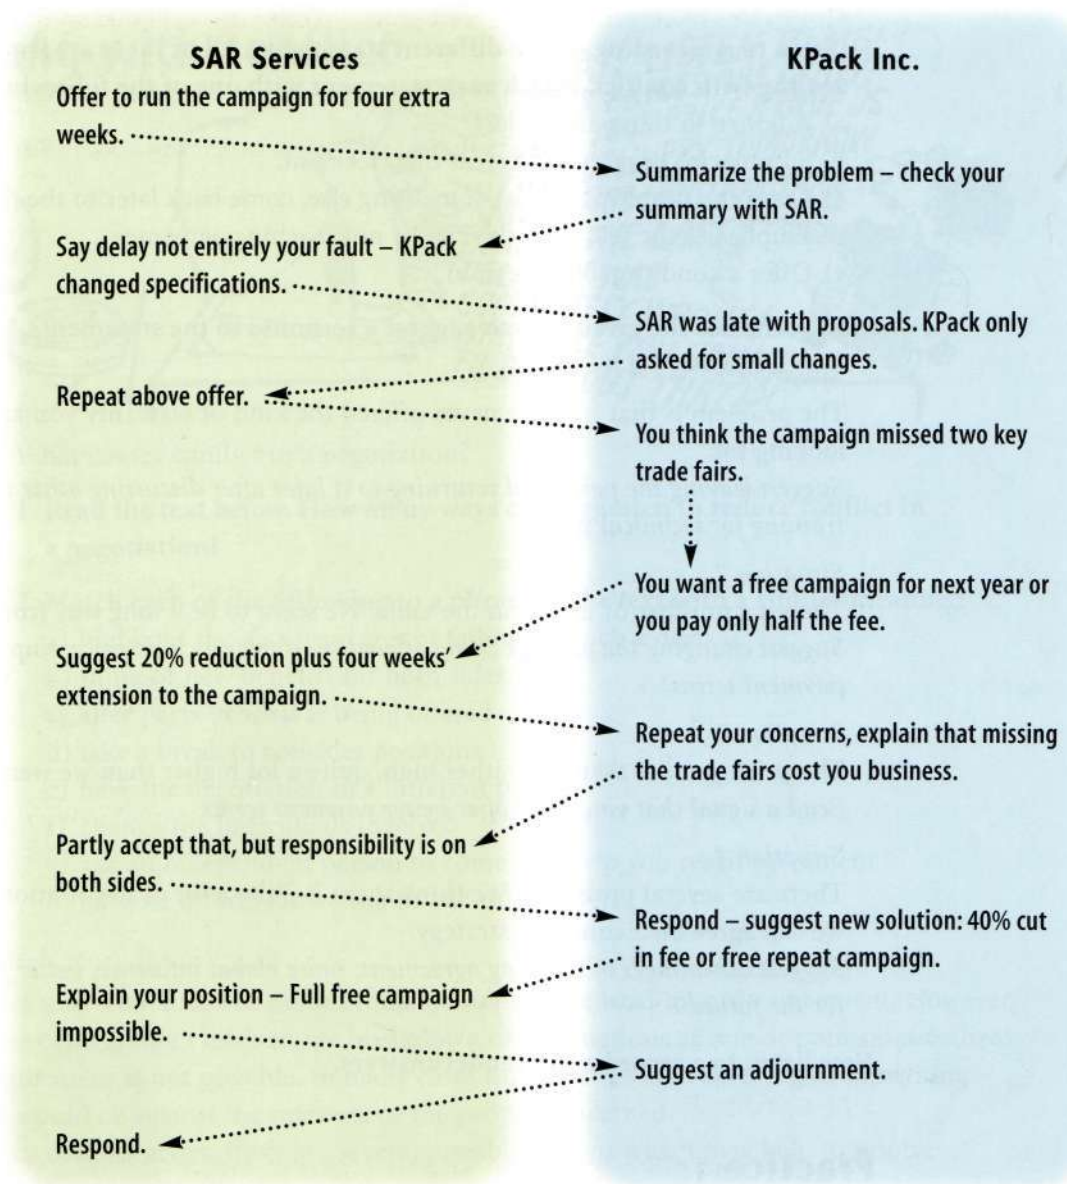 SAR Services
KPack Inc.
Offer to run the campaign for four extra
weeks.
Summarize the problem – check your
summary with SAR.
Say delay not entirely your fault – KPack
changed specifications.
SAR was late with proposals. KPack only
asked for small changes.
Repeat above offer.
You think the campaign missed two key
trade fairs.
You want a free campaign for next year or
you pay only half the fee.
Suggest 20% reduction plus four weeks’
extension to the campaign.
Repeat your concerns, explain that missing
the trade fairs cost you business.
Partly accept that, but responsibility is on
both sides.
Respond – suggest new solution: 40% cut
in fee or free repeat campaign.
Explain your position – Full free campaign
impossible.
Suggest an adjournment.
Respond.